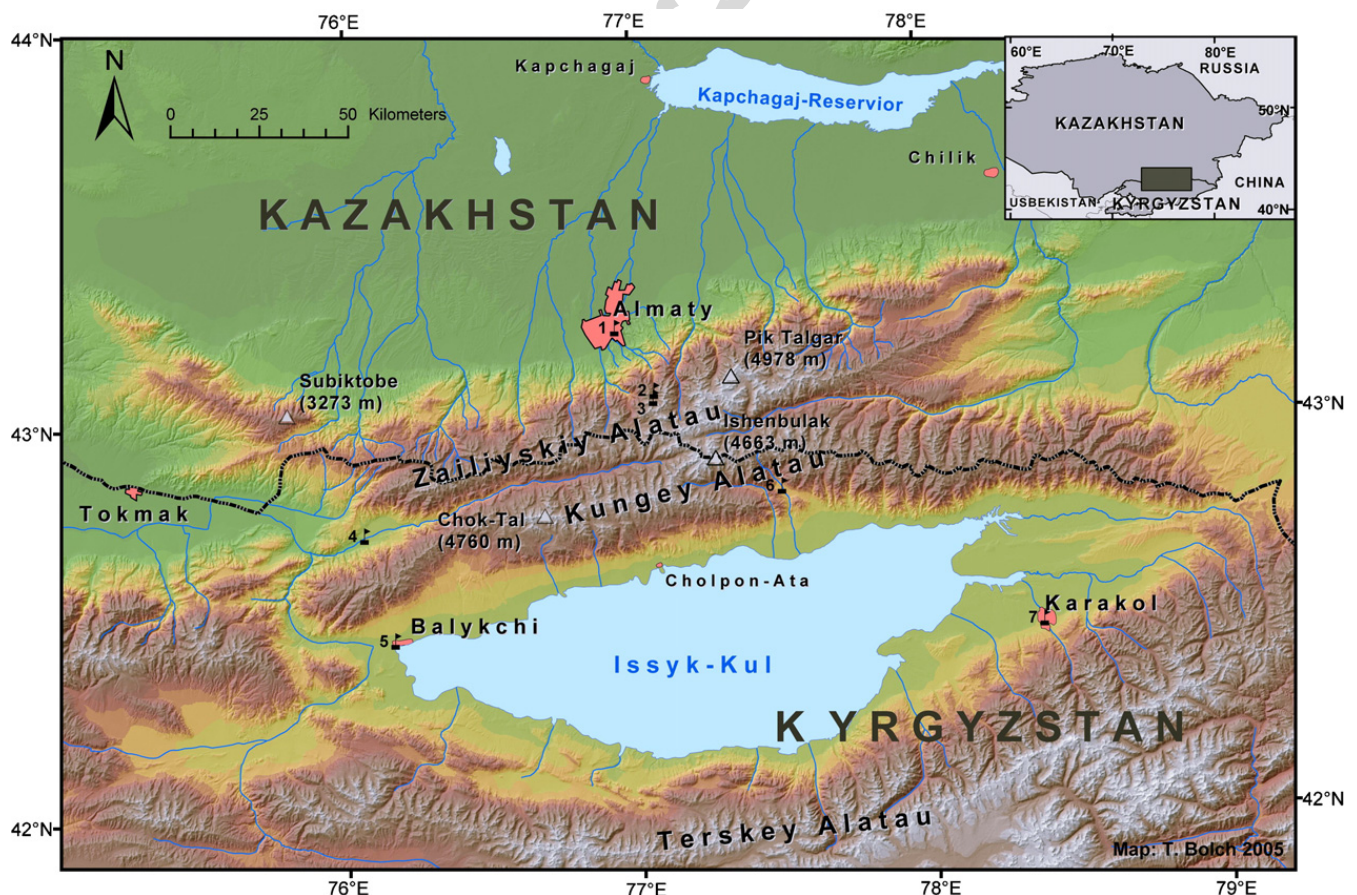 76°E 77°E 78°E
44°N
N
0 25 50 Kilometers
Kapchagaj
Kapchagaj-Reservior
Chilik
60°E 70°E 80°E
RUSSIA
50°N
KAZAKHSTAN
CHINA
USBEKISTAN
KYRGYZSTAN
40°N
KAZAKHSTAN
1
Almaty
Pik Talgar
(4978 m)
Subiktobe
(3273 m)
2
3
43°N
43°N
Zailiyskiy Alatau
Ishenbulak
(4663 m)
Kungey Alatau
6
Tokmak
Chok-Tal
(4760 m)
4
Cholpon-Ata
Karakol
7
5
Balykchi
Issyk-Kul
KYRGYZSTAN
42°N
42°N
Terskey Alatau
Map: T. Bolch 2005
76°E 77°E 78°E 79°E